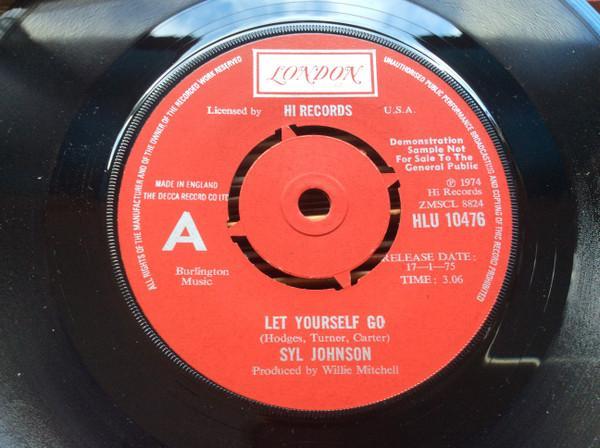 LONDON
Licensed by HI RECORDS U.S.A.
Demonstration
Sample Not
For Sale To The
General Public
℗ 1974
Hi Records
ZMSCL 8824
HLU 10476
MADE IN ENGLAND
THE DECCA RECORD CO LTD
A
Burlington
Music
RELEASE DATE:
17—1—75
TIME: 3.06
LET YOURSELF GO
(Hodges, Turner, Carter)
SYL JOHNSON
Produced by Willie Mitchell
ALL RIGHTS OF THE MANUFACTURER AND OF THE OWNER OF THE RECORDED WORK RESERVED
UNAUTHORISED PUBLIC PERFORMANCE BROADCASTING AND COPYING OF THIS RECORD PROHIBITED